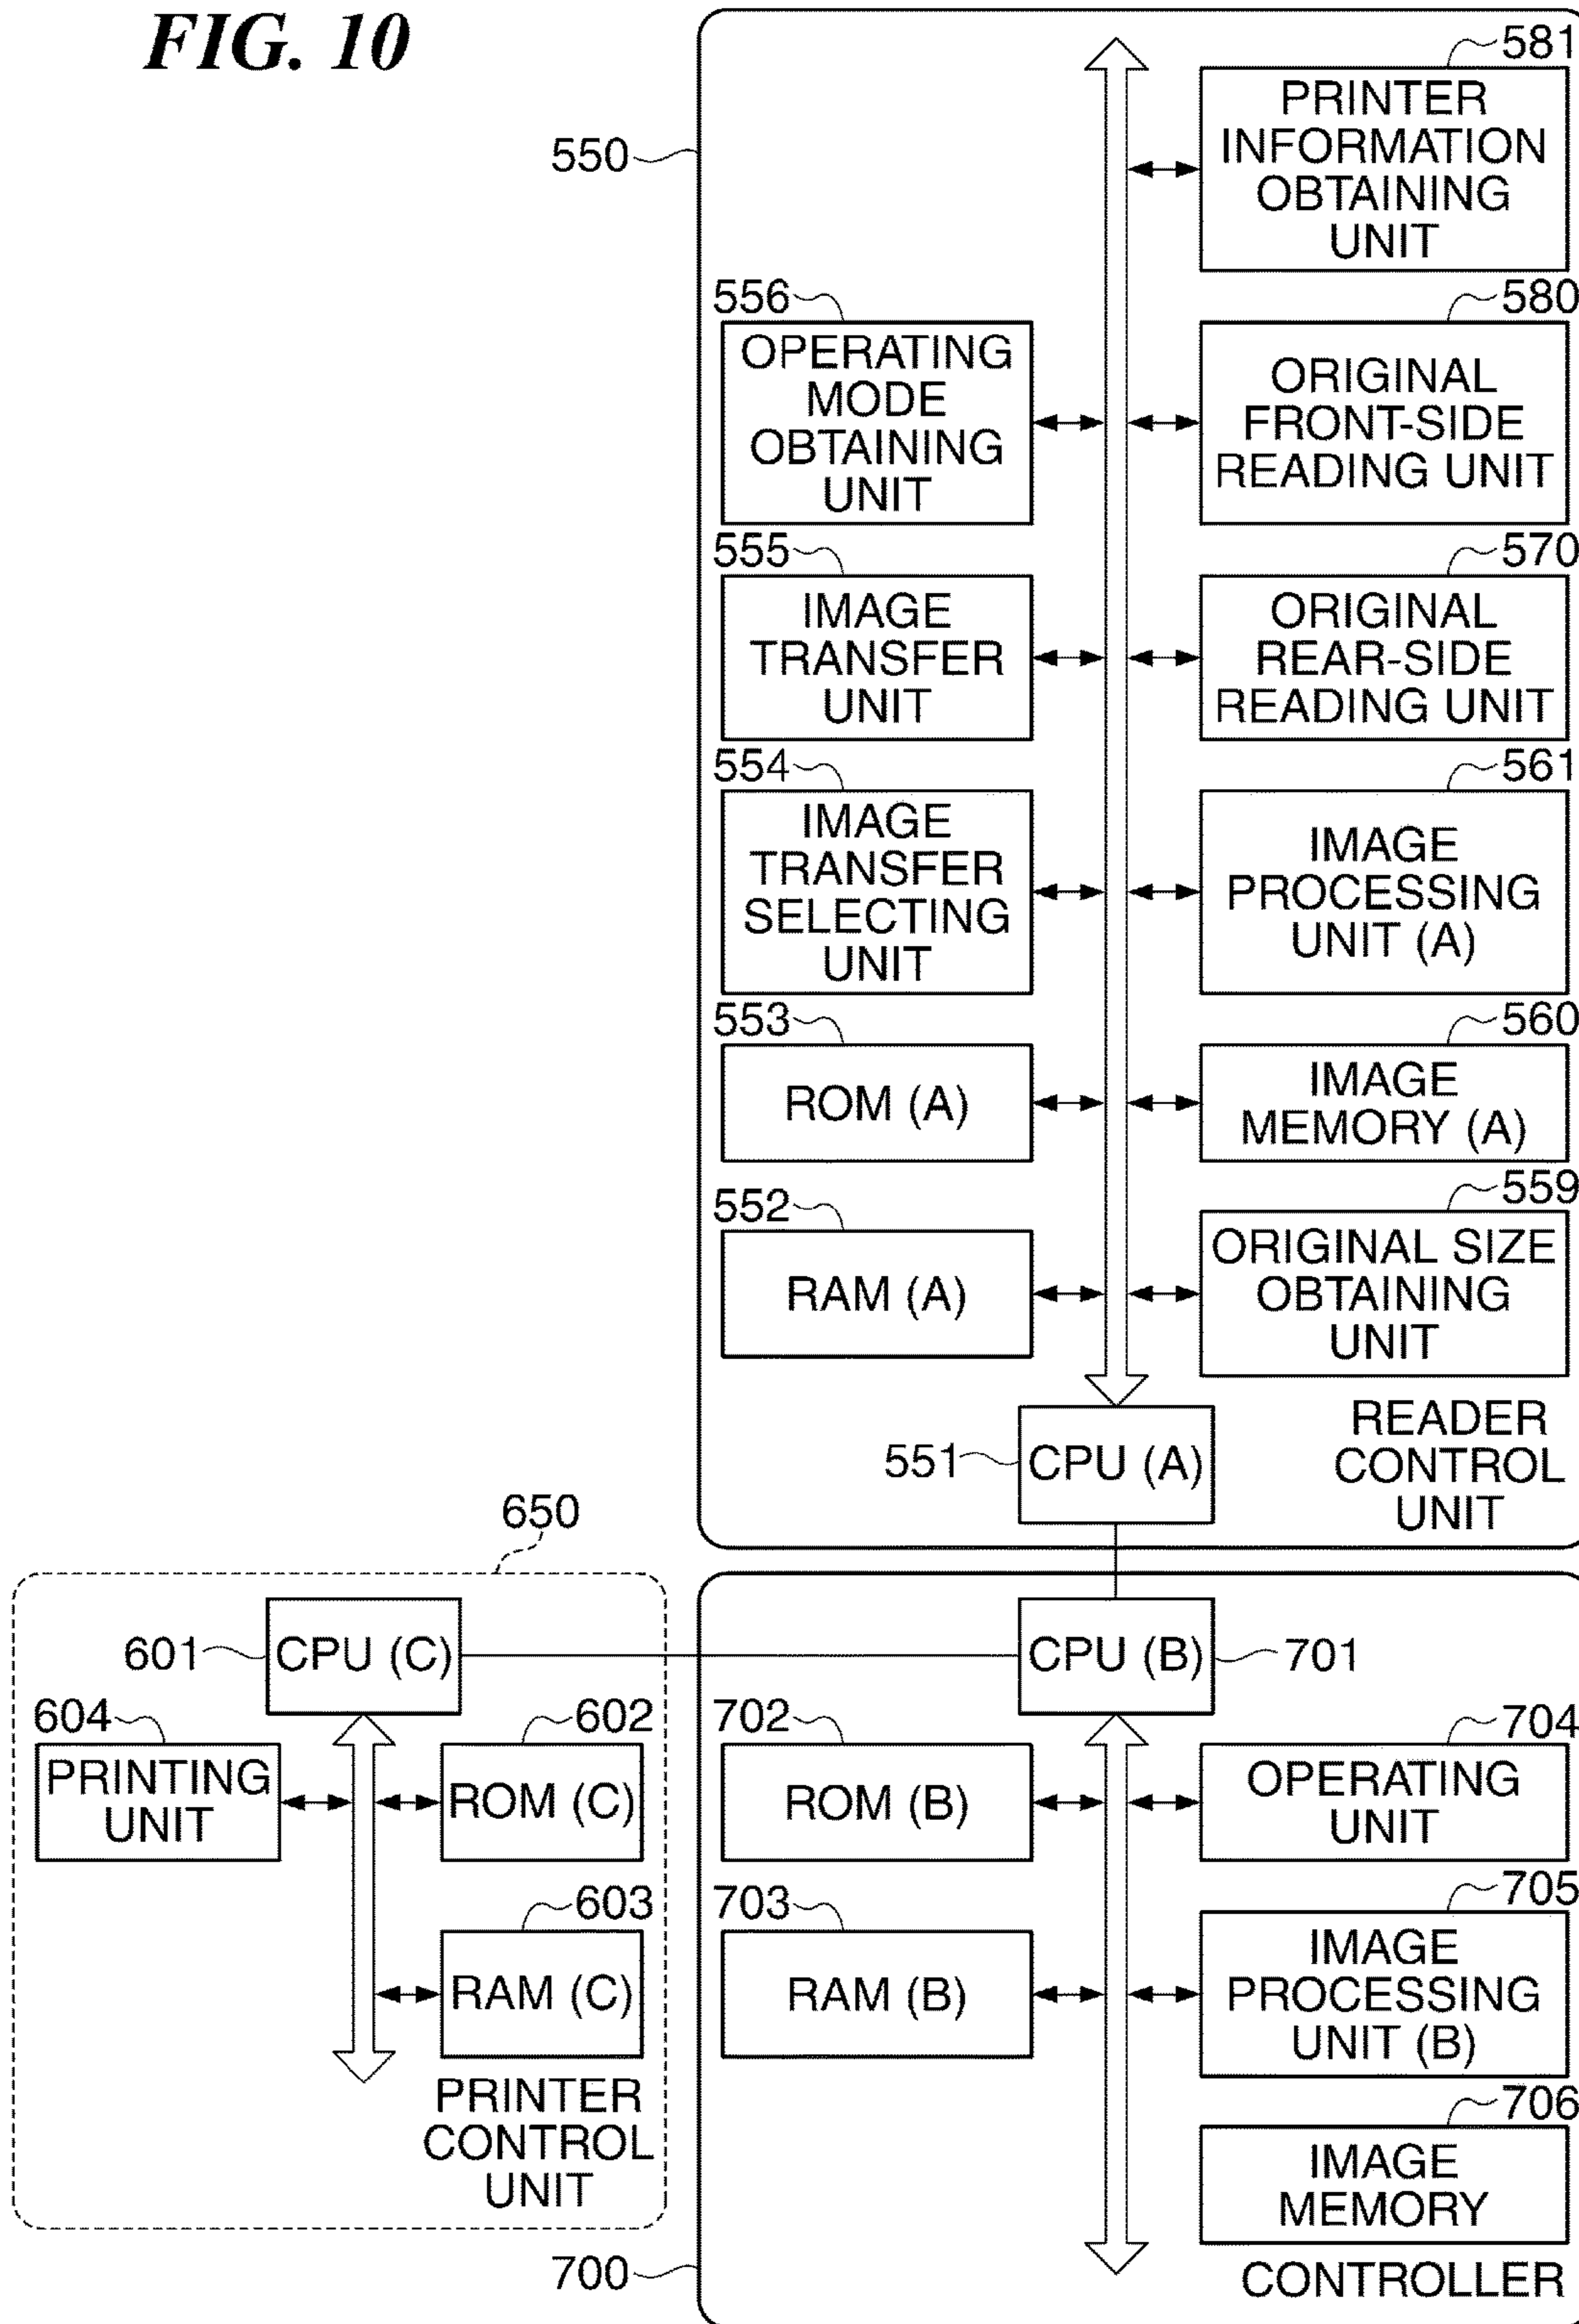 FIG. 10
550
581
PRINTER
INFORMATION
OBTAINING
UNIT
556
OPERATING
MODE
OBTAINING
UNIT
580
ORIGINAL
FRONT-SIDE
READING UNIT
555
IMAGE
TRANSFER
UNIT
570
ORIGINAL
REAR-SIDE
READING UNIT
554
IMAGE
TRANSFER
SELECTING
UNIT
561
IMAGE
PROCESSING
UNIT (A)
553
ROM (A)
560
IMAGE
MEMORY (A)
552
RAM (A)
559
ORIGINAL SIZE
OBTAINING
UNIT
551
CPU (A)
READER
CONTROL
UNIT
650
601
CPU (C)
604
PRINTING
UNIT
602
ROM (C)
603
RAM (C)
PRINTER
CONTROL
UNIT
CPU (B)
701
702
ROM (B)
704
OPERATING
UNIT
703
RAM (B)
705
IMAGE
PROCESSING
UNIT (B)
706
IMAGE
MEMORY
700
CONTROLLER